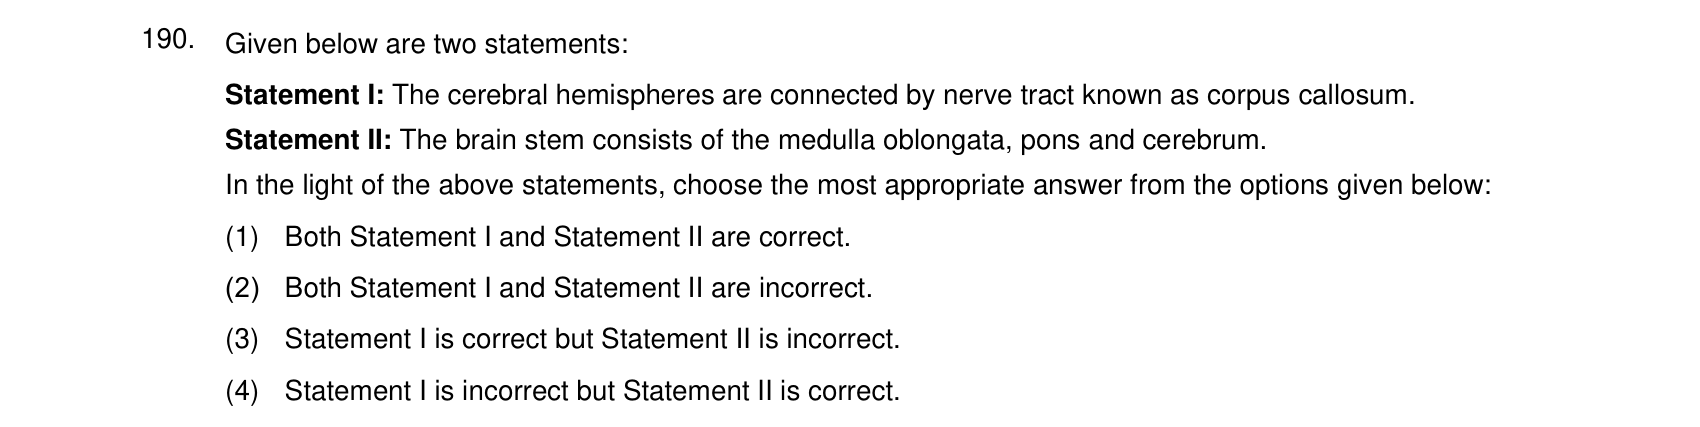 190. Given below are two statements:
Statement I: The cerebral hemispheres are connected by nerve tract known as corpus callosum.
Statement II: The brain stem consists of the medulla oblongata, pons and cerebrum.
In the light of the above statements, choose the most appropriate answer from the options given below:
(1) Both Statement I and Statement II are correct.
(2) Both Statement I and Statement II are incorrect.
(3) Statement I is correct but Statement II is incorrect.
(4) Statement I is incorrect but Statement II is correct.